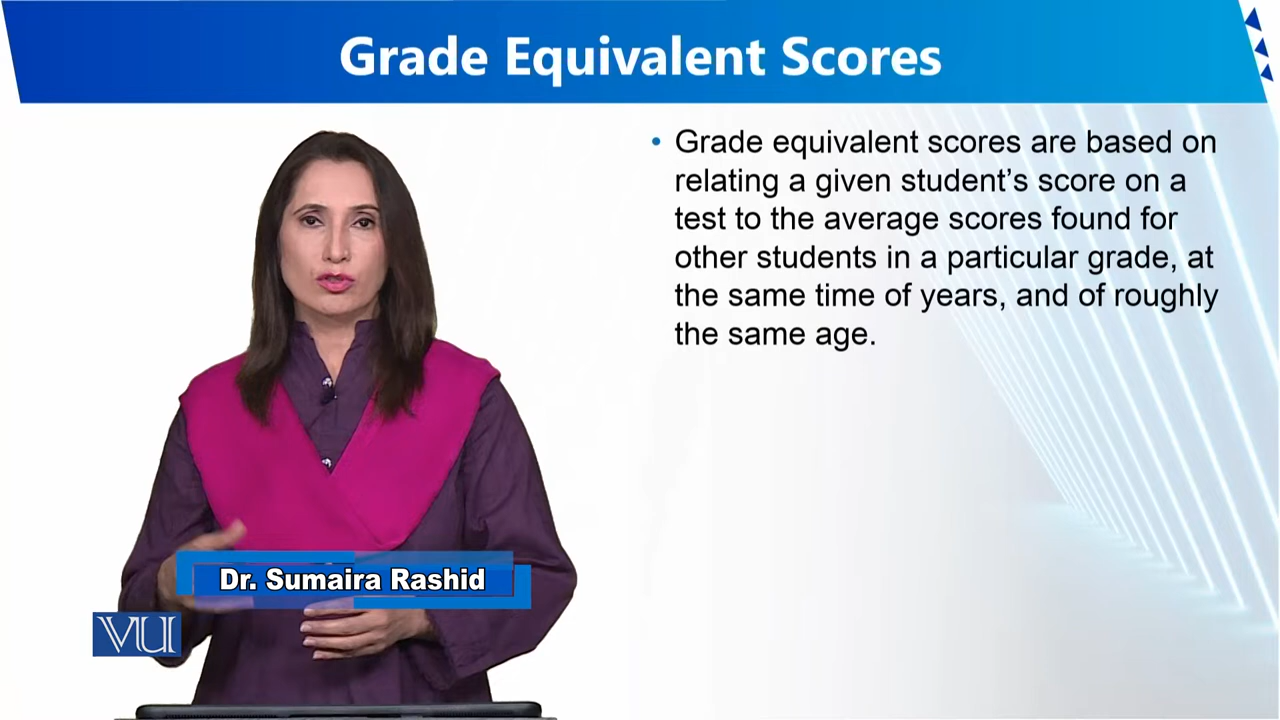 Grade Equivalent Scores
• Grade equivalent scores are based on
relating a given student’s score on a
test to the average scores found for
other students in a particular grade, at
the same time of years, and of roughly
the same age.
Dr. Sumaira Rashid
VU